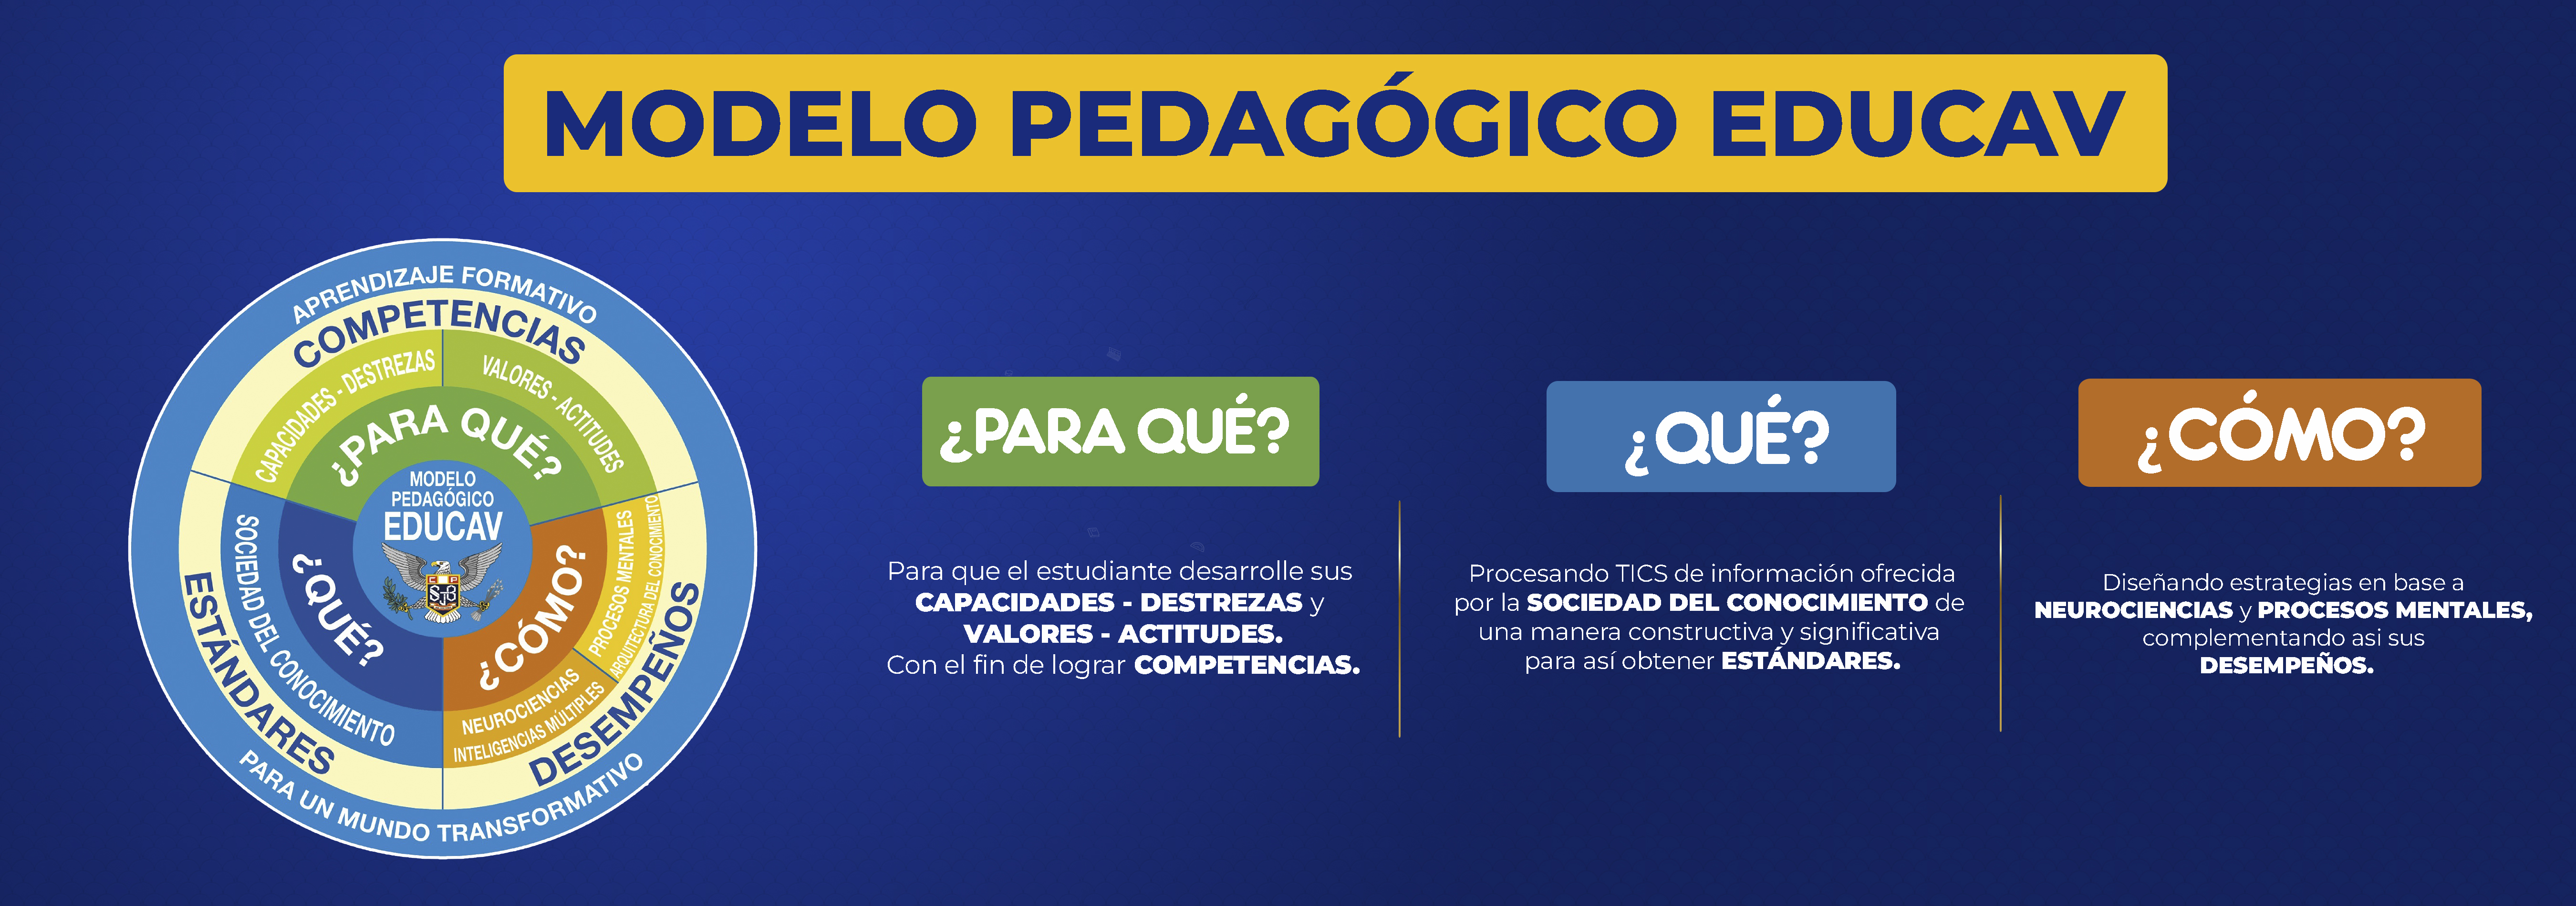 MODELO PEDAGÓGICO EDUCAV
APRENDIZAJE FORMATIVO
COMPETENCIAS
CAPACIDADES - DESTREZAS
VALORES - ACTITUDES
¿PARA QUÉ?
MODELO
PEDAGÓGICO
EDUCAV
C P
SJB
¿QUÉ?
SOCIEDAD DEL CONOCIMIENTO
ESTÁNDARES
¿CÓMO?
PROCESOS MENTALES
ARQUITECTURA DEL CONOCIMIENTO
NEUROCIENCIAS
INTELIGENCIAS MÚLTIPLES
DESEMPEÑOS
PARA UN MUNDO TRANSFORMATIVO
¿PARA QUÉ?
Para que el estudiante desarrolle sus
CAPACIDADES - DESTREZAS y
VALORES - ACTITUDES.
Con el fin de lograr COMPETENCIAS.
¿QUÉ?
Procesando TICS de información ofrecida
por la SOCIEDAD DEL CONOCIMIENTO de
una manera constructiva y significativa
para así obtener ESTÁNDARES.
¿CÓMO?
Diseñando estrategias en base a
NEUROCIENCIAS y PROCESOS MENTALES,
complementando asi sus
DESEMPEÑOS.